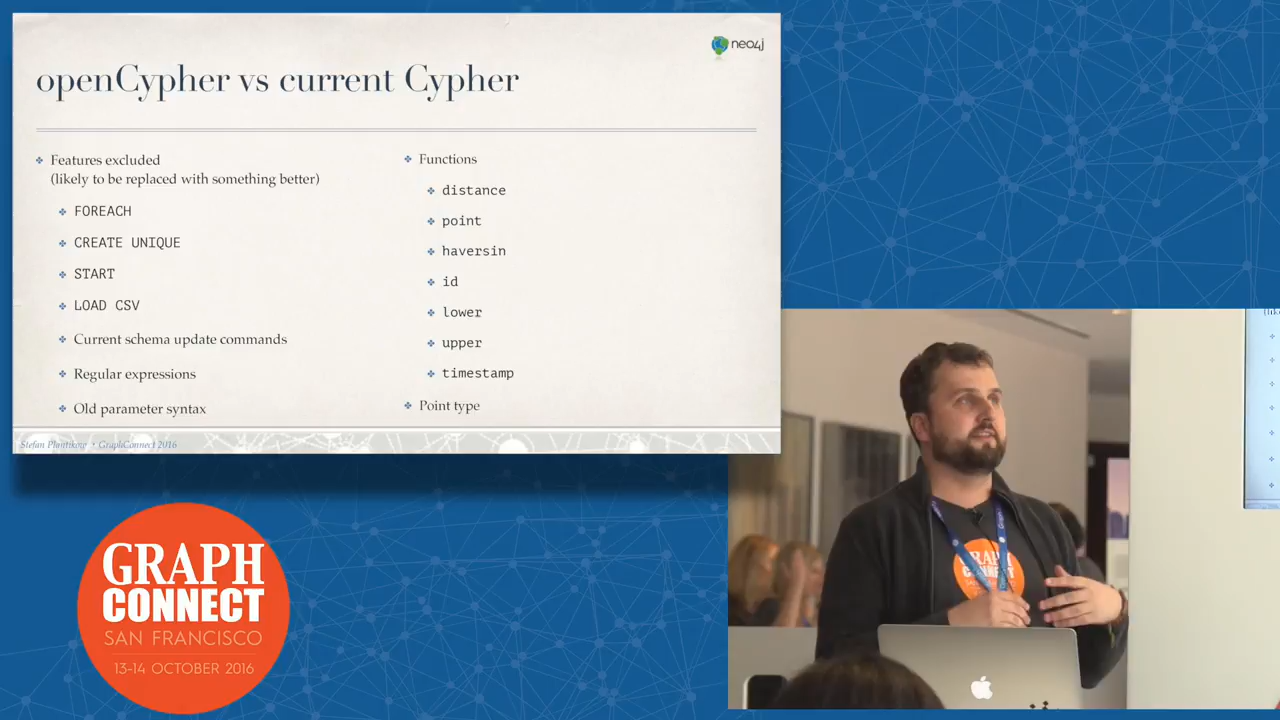 neo4j
openCypher vs current Cypher
Features excluded
(likely to be replaced with something better)
FOREACH
CREATE UNIQUE
START
LOAD CSV
Current schema update commands
Regular expressions
Old parameter syntax
Functions
distance
point
haversin
id
lower
upper
timestamp
Point type
Stefan Plantikow • GraphConnect 2016
GRAPH
CONNECT
SAN FRANCISCO
13-14 OCTOBER 2016
GRAPH
CONNECT